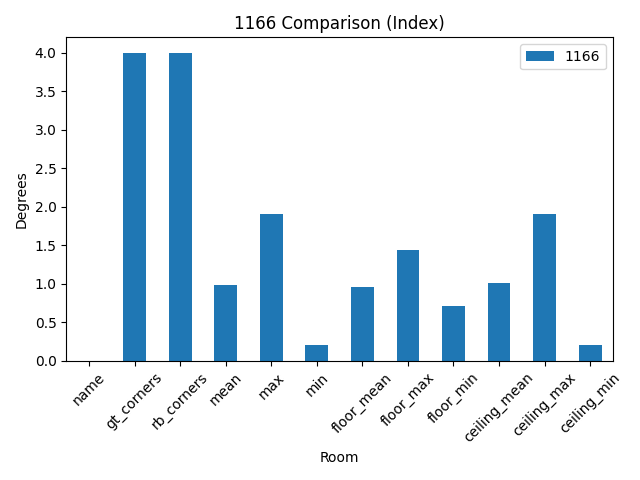 1166 Comparison (Index)
1166
Degrees
4.0
3.5
3.0
2.5
2.0
1.5
1.0
0.5
0.0
name
gt_corners
rb_corners
mean
max
min
floor_mean
floor_max
floor_min
ceiling_mean
ceiling_max
ceiling_min
Room